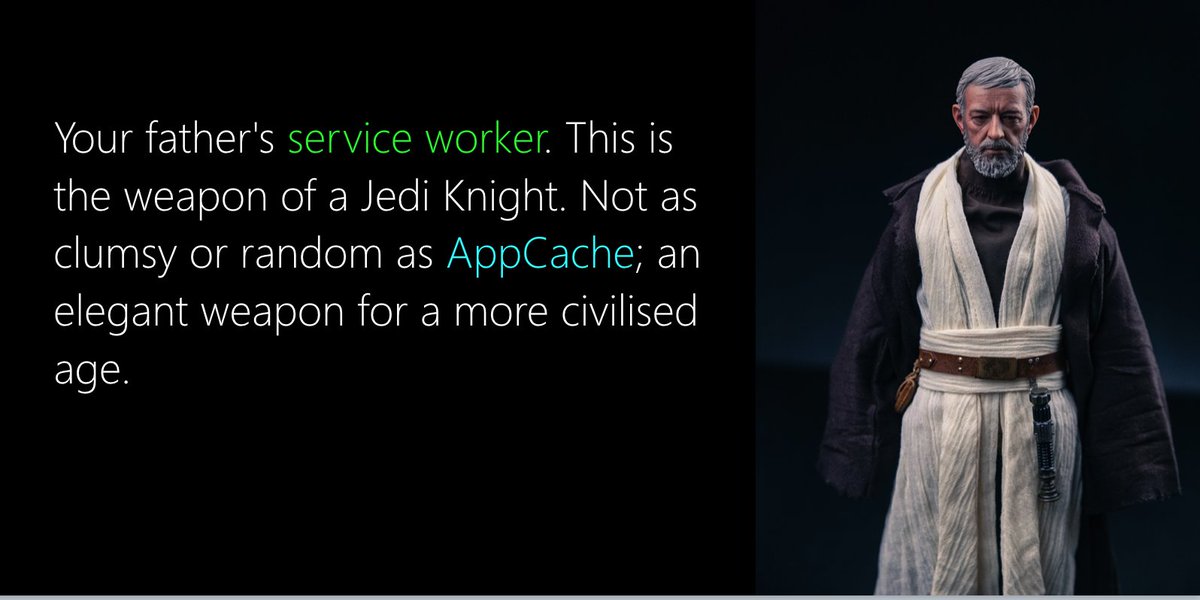 Your father's service worker. This is
the weapon of a Jedi Knight. Not as
clumsy or random as AppCache; an
elegant weapon for a more civilised
age.